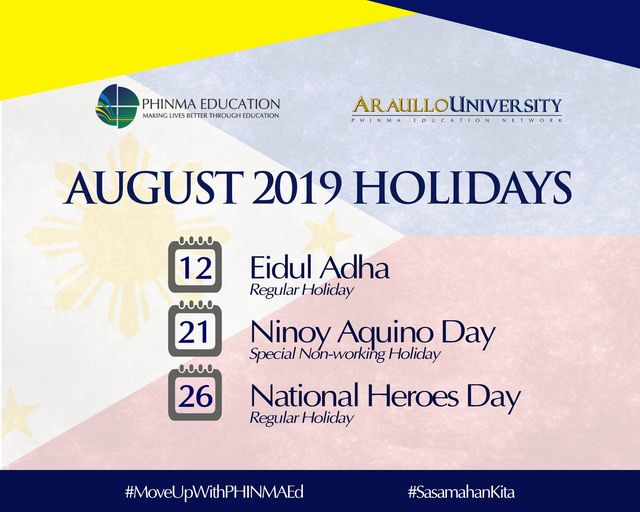 PHINMA EDUCATION
MAKING LIVES BETTER THROUGH EDUCATION
ARAULLOUNIVERSITY
PHINMA EDUCATION NETWORK
AUGUST 2019 HOLIDAYS
12 Eidul Adha
Regular Holiday
21 Ninoy Aquino Day
Special Non-working Holiday
26 National Heroes Day
Regular Holiday
#MoveUpWithPHINMAEd #SasamahanKita